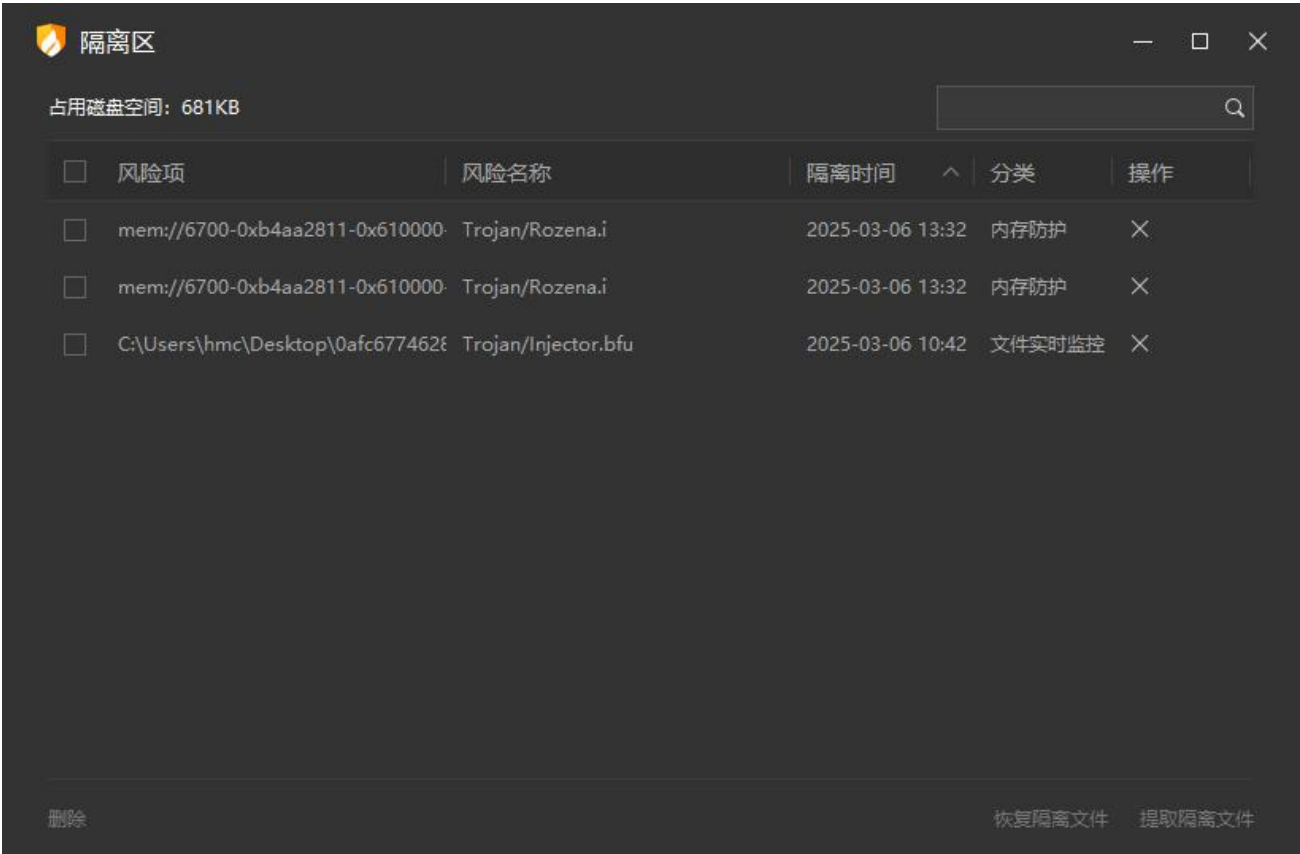 隔离区
占用磁盘空间：681KB
风险项 风险名称 隔离时间 分类 操作
mem://6700-0xb4aa2811-0x610000- Trojan/Rozena.i 2025-03-06 13:32 内存防护
mem://6700-0xb4aa2811-0x610000- Trojan/Rozena.i 2025-03-06 13:32 内存防护
C:\Users\hmc\Desktop\0afc6774628 Trojan/Injector.bfu 2025-03-06 10:42 文件实时监控
删除 恢复隔离文件 提取隔离文件